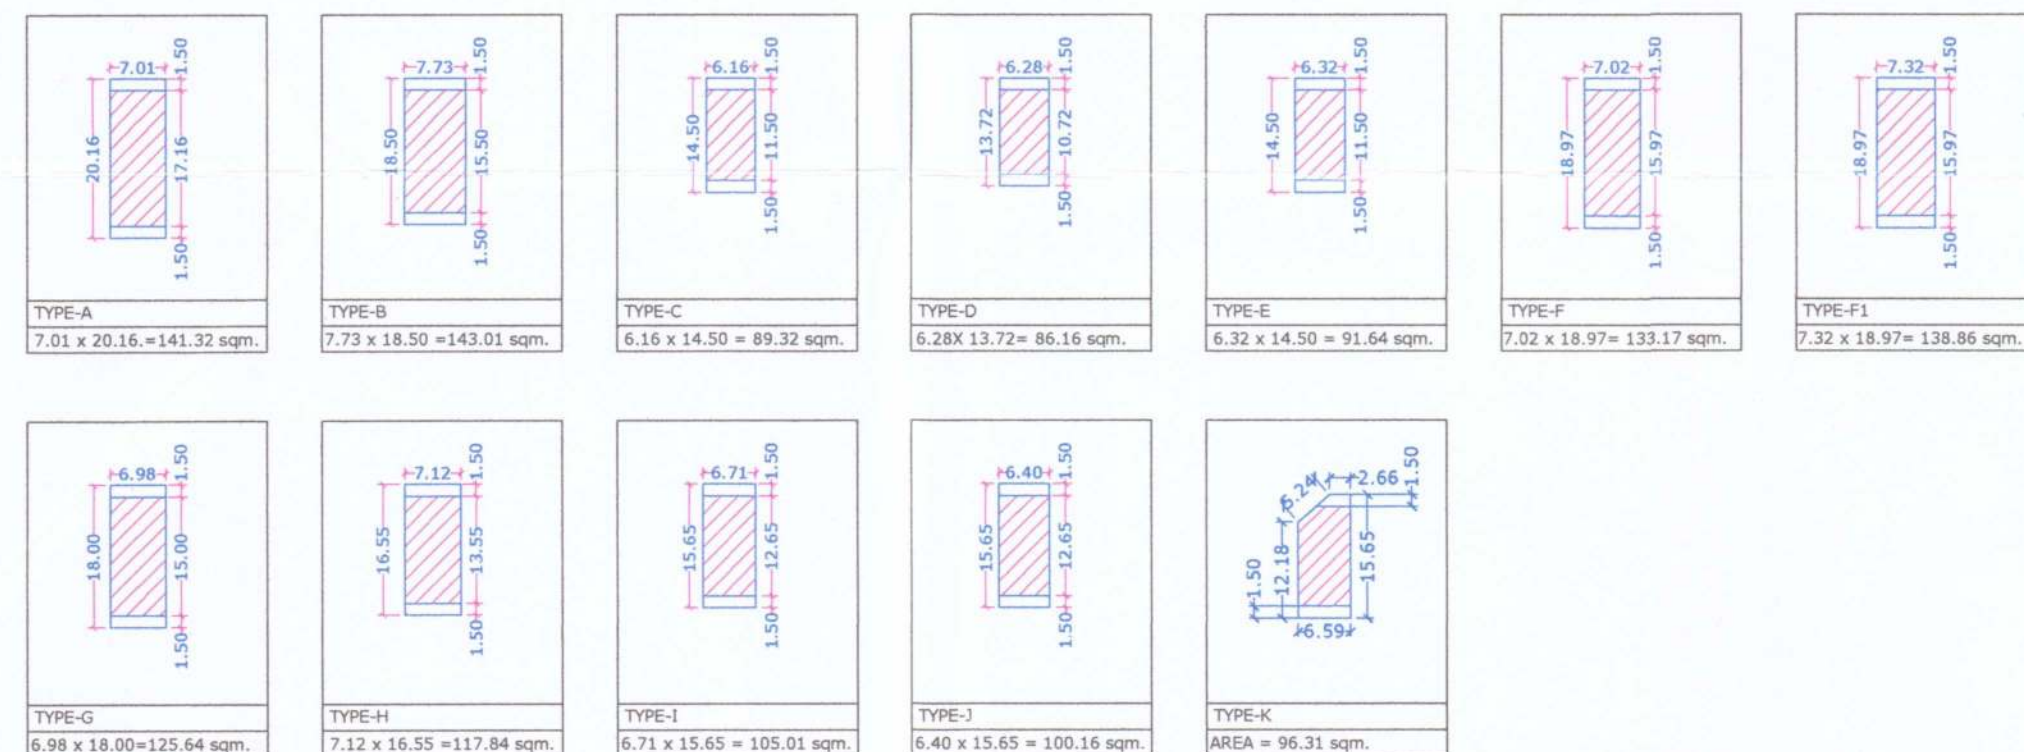 7.01
1.50
20.16
17.16
1.50
TYPE-A
7.01 x 20.16.=141.32 sqm.
7.73
1.50
18.50
15.50
1.50
TYPE-B
7.73 x 18.50 =143.01 sqm.
6.16
1.50
14.50
11.50
1.50
TYPE-C
6.16 x 14.50 = 89.32 sqm.
6.28
1.50
13.72
10.72
1.50
TYPE-D
6.28X 13.72= 86.16 sqm.
6.32
1.50
14.50
11.50
1.50
TYPE-E
6.32 x 14.50 = 91.64 sqm.
7.02
1.50
18.97
15.97
1.50
TYPE-F
7.02 x 18.97= 133.17 sqm.
7.32
1.50
18.97
15.97
1.50
TYPE-F1
7.32 x 18.97= 138.86 sqm.
6.98
1.50
18.00
15.00
1.50
TYPE-G
6.98 x 18.00=125.64 sqm.
7.12
1.50
16.55
13.55
1.50
TYPE-H
7.12 x 16.55 =117.84 sqm.
6.71
1.50
15.65
12.65
1.50
TYPE-I
6.71 x 15.65 = 105.01 sqm.
6.40
1.50
15.65
12.65
1.50
TYPE-J
6.40 x 15.65 = 100.16 sqm.
5.24
2.66
1.50
1.50
12.18
15.65
6.59
TYPE-K
AREA = 96.31 sqm.